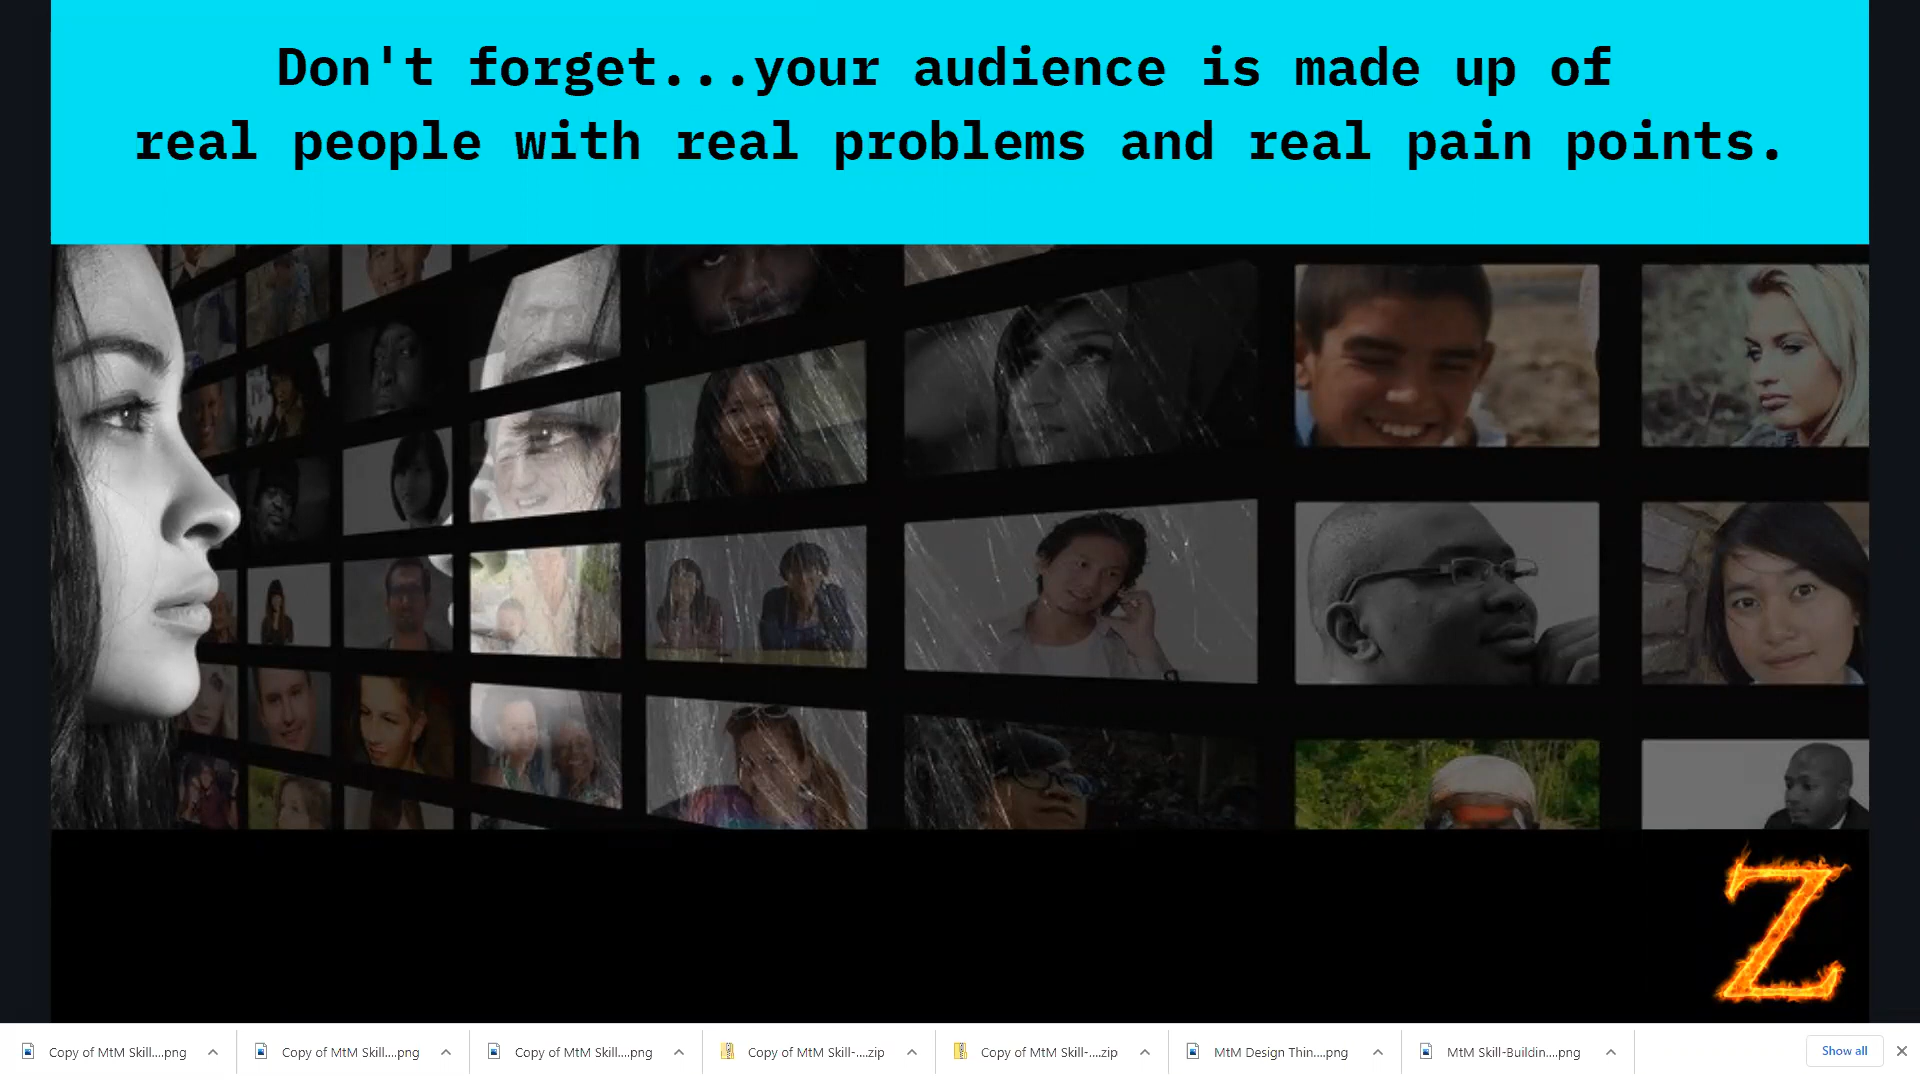 Don't forget...your audience is made up of
real people with real problems and real pain points.
Z
Copy of MtM Skill....png
Copy of MtM Skill....png
Copy of MtM Skill....png
Copy of MtM Skill-....zip
Copy of MtM Skill-....zip
MtM Design Thin....png
MtM Skill-Buildin....png
Show all